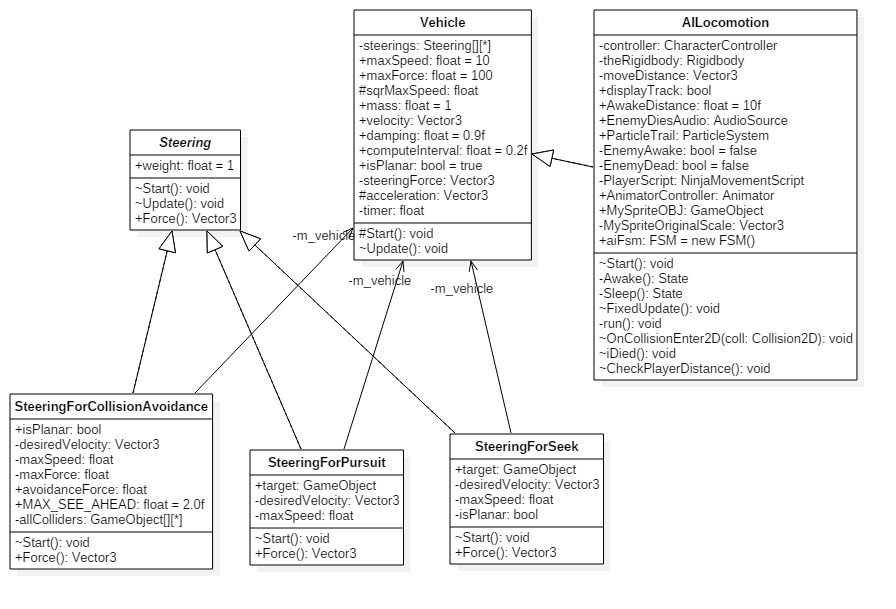 Vehicle
-steerings: Steering[][*]
+maxSpeed: float = 10
+maxForce: float = 100
#sqrMaxSpeed: float
+mass: float = 1
+velocity: Vector3
+damping: float = 0.9f
+computeInterval: float = 0.2f
+isPlanar: bool = true
-steeringForce: Vector3
#acceleration: Vector3
-timer: float
#Start(): void
~Update(): void
AILocomotion
-controller: CharacterController
-theRigidbody: Rigidbody
-moveDistance: Vector3
+displayTrack: bool
+AwakeDistance: float = 10f
+EnemyDiesAudio: AudioSource
+ParticleTrail: ParticleSystem
-EnemyAwake: bool = false
-EnemyDead: bool = false
-PlayerScript: NinjaMovementScript
+AnimatorController: Animator
+MySpriteOBJ: GameObject
-MySpriteOriginalScale: Vector3
+aiFsm: FSM = new FSM()
~Start(): void
-Awake(): State
-Sleep(): State
~FixedUpdate(): void
-run(): void
~OnCollisionEnter2D(coll: Collision2D): void
~iDied(): void
~CheckPlayerDistance(): void
Steering
+weight: float = 1
~Start(): void
~Update(): void
+Force(): Vector3
-m_vehicle
-m_vehicle
-m_vehicle
SteeringForCollisionAvoidance
+isPlanar: bool
-desiredVelocity: Vector3
-maxSpeed: float
-maxForce: float
+avoidanceForce: float
+MAX_SEE_AHEAD: float = 2.0f
-allColliders: GameObject[][*]
~Start(): void
+Force(): Vector3
SteeringForPursuit
+target: GameObject
-desiredVelocity: Vector3
-maxSpeed: float
~Start(): void
+Force(): Vector3
SteeringForSeek
+target: GameObject
-desiredVelocity: Vector3
-maxSpeed: float
-isPlanar: bool
~Start(): void
+Force(): Vector3